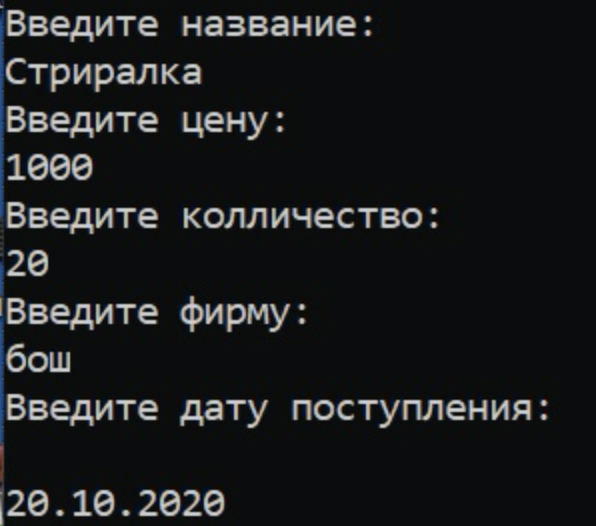 Введите название:
Стриралка
Введите цену:
1000
Введите колличество:
20
Введите фирму:
бош
Введите дату поступления:
20.10.2020